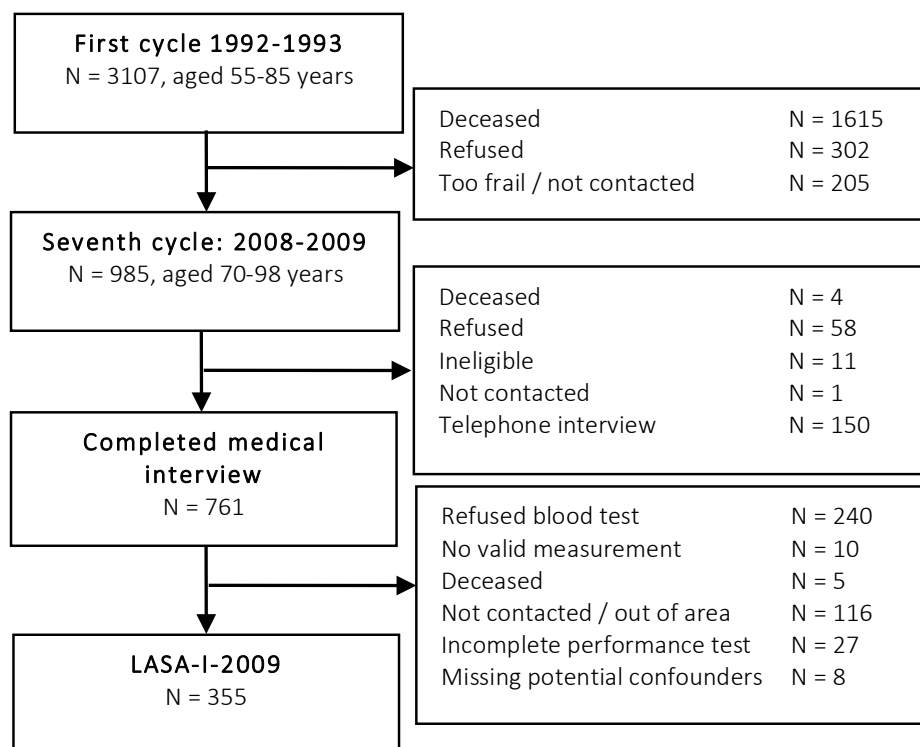 First cycle 1992-1993
N = 3107, aged 55-85 years
Deceased N = 1615
Refused N = 302
Too frail / not contacted N = 205
Seventh cycle: 2008-2009
N = 985, aged 70-98 years
Deceased N = 4
Refused N = 58
Ineligible N = 11
Not contacted N = 1
Telephone interview N = 150
Completed medical
interview
N = 761
Refused blood test N = 240
No valid measurement N = 10
Deceased N = 5
Not contacted / out of area N = 116
Incomplete performance test N = 27
Missing potential confounders N = 8
LASA-I-2009
N = 355